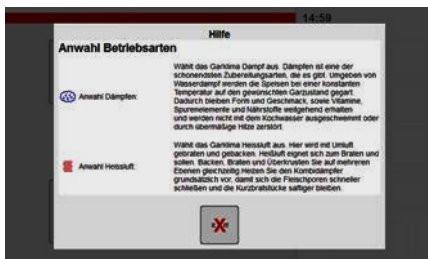 14:59
Hilfe
Anwahl Betriebsarten
Wählt das Garklima Dampf aus. Dämpfen ist eine der
schonendsten Zubereitungsarten, die es gibt. Umgeben von
Wasserdampf werden die Speisen bei einer konstanten
Anwahl Dämpfen:
Temperatur auf den gewünschten Garzustand gegart.
Dadurch bleiben Form und Geschmack, sowie Vitamine,
Spurenelemente und Nährstoffe weitgehend erhalten
und werden nicht mit dem Kochwasser ausgeschwemmt oder
durch übermäßige Hitze zerstört.
Wählt das Garklima Heissluft aus. Hier wird mit Umluft
gebraten und gebacken. Heißluft eignet sich zum Braten und
Anwahl Heissluft:
sollen. Backen, Braten und Überkrusten Sie auf mehreren
Ebenen gleichzeitig Heizen Sie den Kombidämpfer
grundsätzlich vor, damit sich die Fleischporen schneller
schließen und die Kurzbratstücke saftiger bleiben.